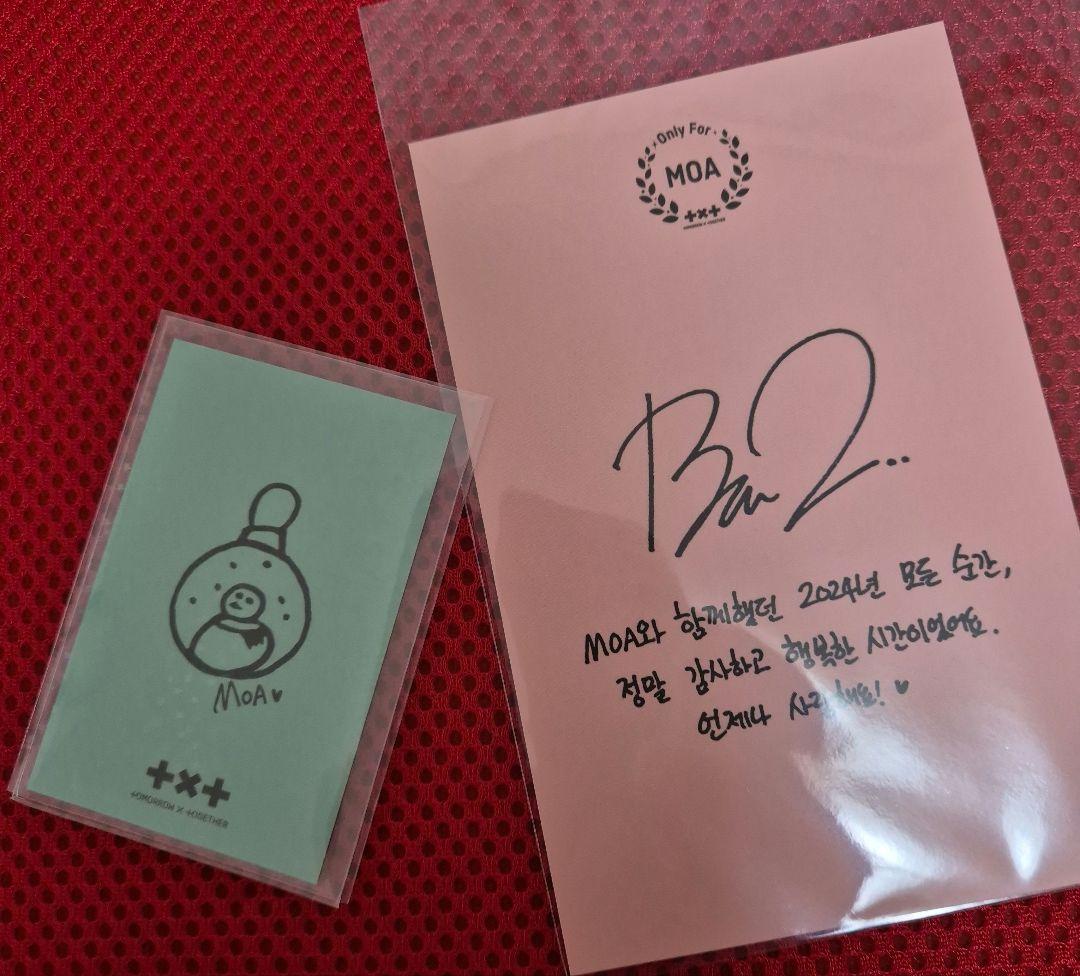 Only For
MOA
TOMORROW X TOGETHER
MOA와 함께했던 2024년 모든 순간,
정말 감사하고 행복한 시간이었어요.
언제나 사랑해요! ♥
MOA ♥
TOMORROW X TOGETHER